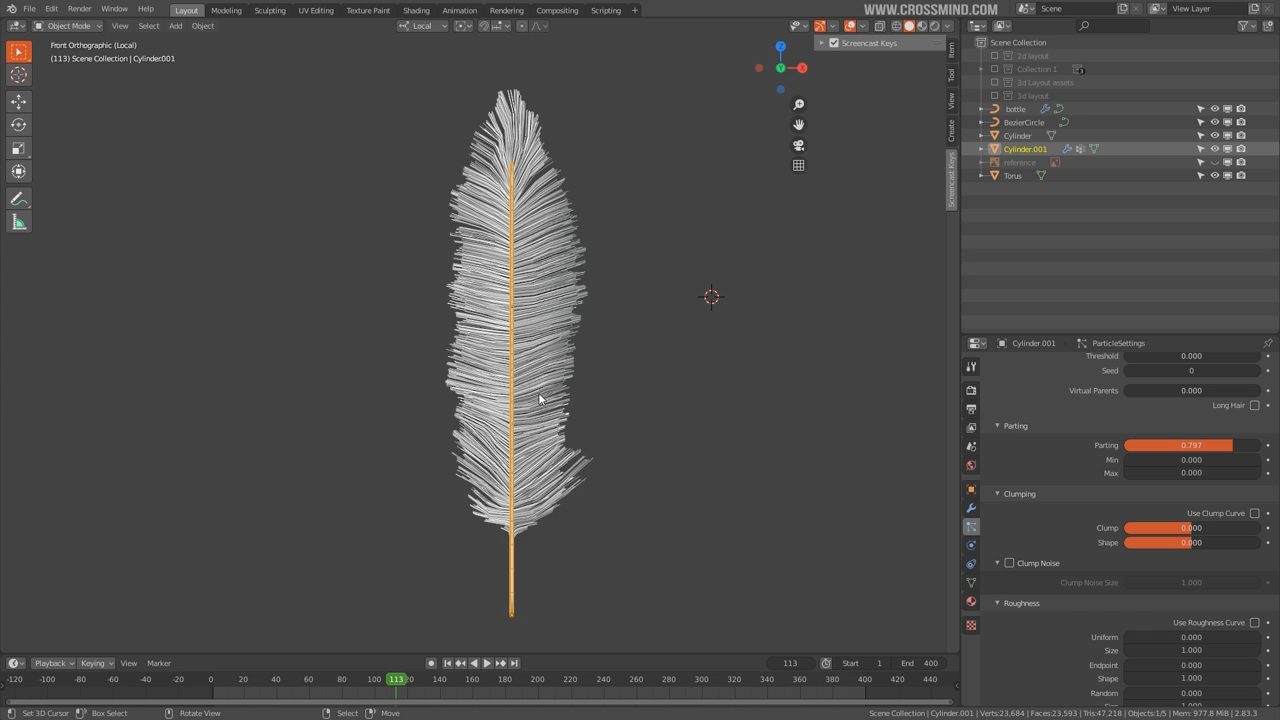 File Edit Render Window Help Layout Modeling Sculpting UV Editing Texture Paint Shading Animation Rendering Compositing Scripting + WWW.CROSSMIND.COM Scene View Layer
Object Mode View Select Add Object Local
Front Orthographic (Local)
(113) Scene Collection | Cylinder.001
Screencast Keys
Z
Y
X
Item
Tool
View
Create
Screencast Keys
Scene Collection
2d layout
Collection 1
3d Layout assets
3d layout
bottle
BezierCircle
Cylinder
Cylinder.001
reference
Torus
Cylinder.001 ParticleSettings
Threshold 0.000
Seed 0
Virtual Parents 0.000
Long Hair
Parting
Parting 0.797
Min 0.000
Max 0.000
Clumping
Use Clump Curve
Clump 0.000
Shape 0.000
Clump Noise
Clump Noise Size 1.000
Roughness
Use Roughness Curve
Uniform 0.000
Size 1.000
Endpoint 0.000
Shape 1.000
Random 0.000
Playback Keying View Marker 113 Start 1 End 400
-120 -100 -80 -60 -40 -20 0 20 40 60 80 113 120 140 160 180 200 220 240 260 280 300 320 340 360 380 400 420 440
Set 3D Cursor Box Select Rotate View Select Move Scene Collection | Cylinder.001 | Verts:23,684 | Faces:23,593 | Tris:47,218 | Objects:1/5 | Mem: 977.8 MiB | 2.83.3